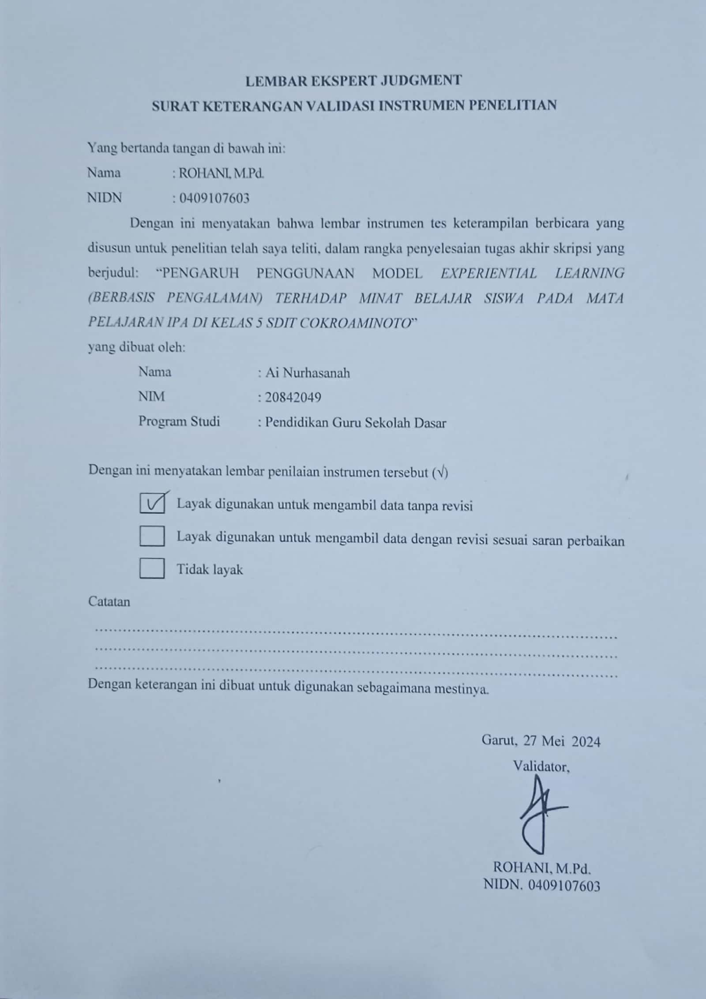 LEMBAR EKSPERT JUDGMENT
SURAT KETERANGAN VALIDASI INSTRUMEN PENELITIAN
Yang bertanda tangan di bawah ini:
Nama : ROHANI, M.Pd.
NIDN : 0409107603
Dengan ini menyatakan bahwa lembar instrumen tes keterampilan berbicara yang
disusun untuk penelitian telah saya teliti, dalam rangka penyelesaian tugas akhir skripsi yang
berjudul: “PENGARUH PENGGUNAAN MODEL EXPERIENTIAL LEARNING
(BERBASIS PENGALAMAN) TERHADAP MINAT BELAJAR SISWA PADA MATA
PELAJARAN IPA DI KELAS 5 SDIT COKROAMINOTO”
yang dibuat oleh:
Nama : Ai Nurhasanah
NIM : 20842049
Program Studi : Pendidikan Guru Sekolah Dasar
Dengan ini menyatakan lembar penilaian instrumen tersebut (√)
Layak digunakan untuk mengambil data tanpa revisi
Layak digunakan untuk mengambil data dengan revisi sesuai saran perbaikan
Tidak layak
Catatan
Dengan keterangan ini dibuat untuk digunakan sebagaimana mestinya.
Garut, 27 Mei 2024
Validator,
ROHANI, M.Pd.
NIDN. 0409107603